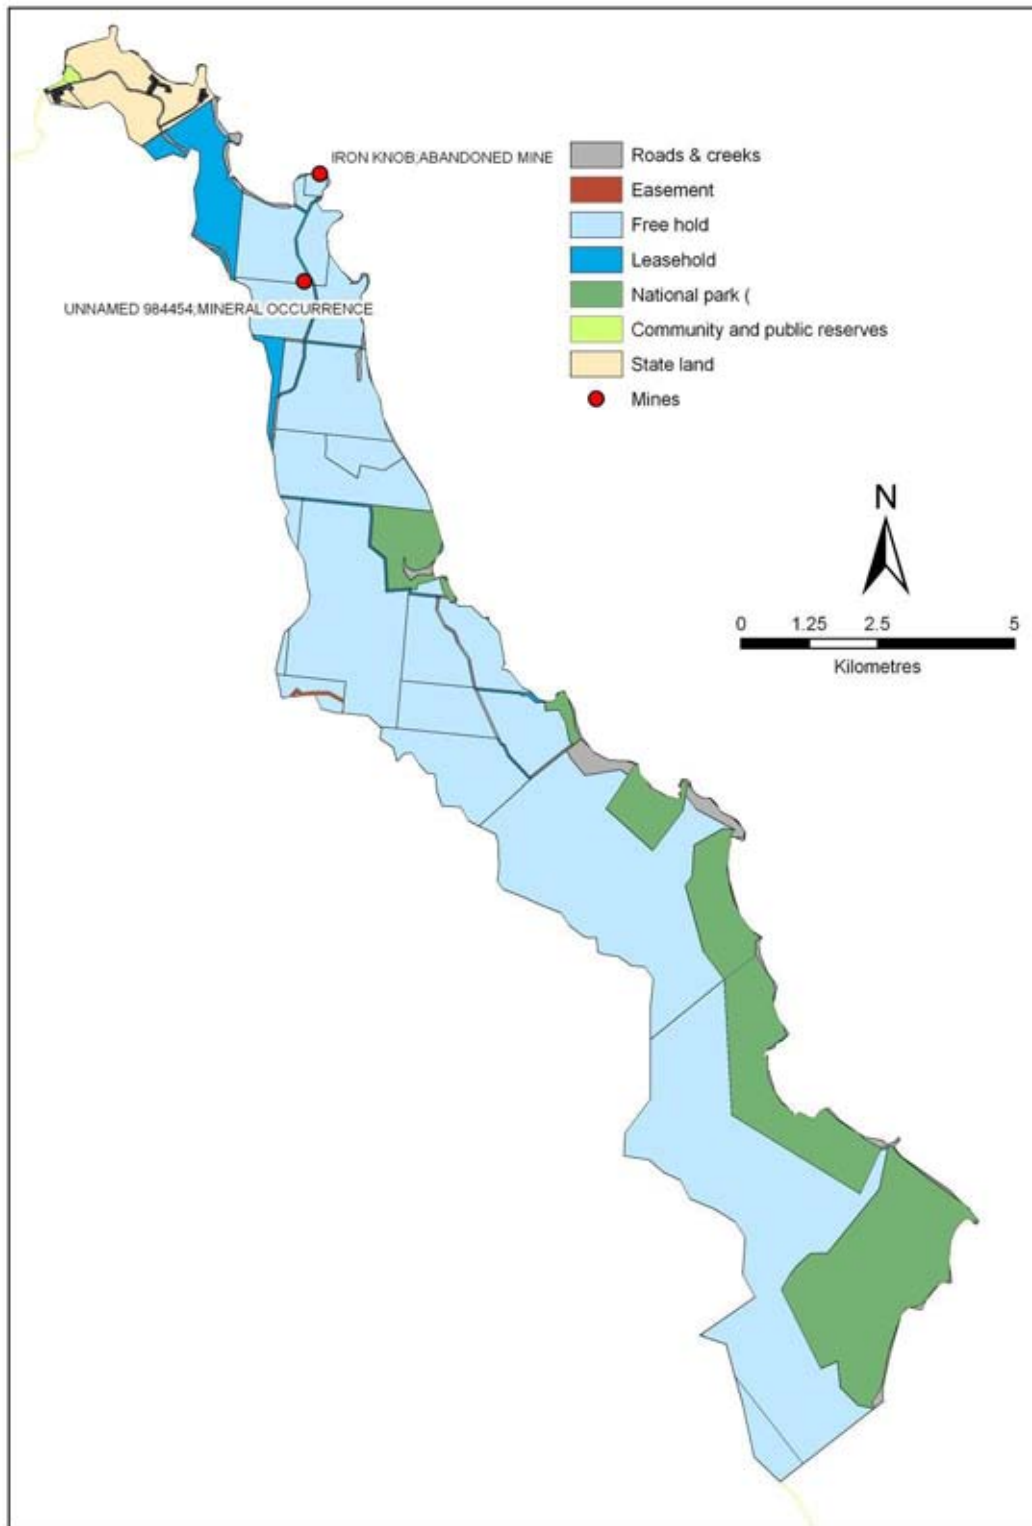 IRON KNOB;ABANDONED MINE
UNNAMED 984454;MINERAL OCCURRENCE
Roads & creeks
Easement
Free hold
Leasehold
National park (
Community and public reserves
State land
Mines
N
0 1.25 2.5 5
Kilometres